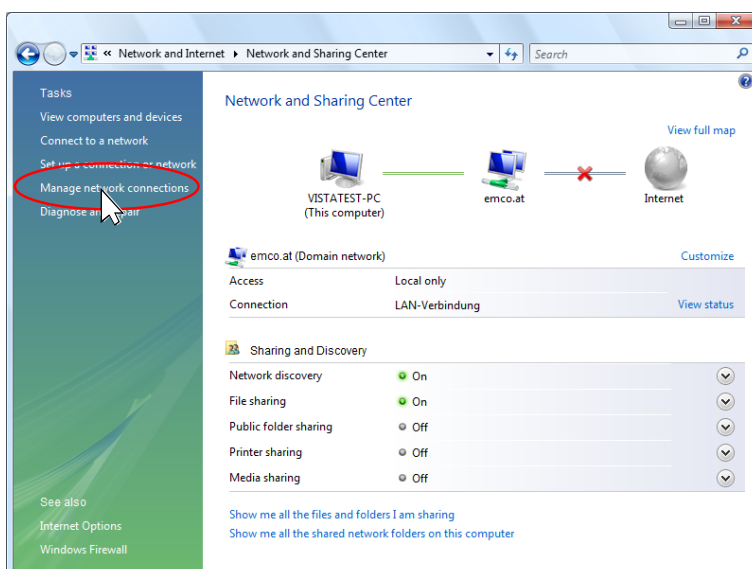 « Network and Internet ▸ Network and Sharing Center
Search
Tasks
View computers and devices
Connect to a network
Set up a connection or network
Manage network connections
Diagnose and repair
See also
Internet Options
Windows Firewall
Network and Sharing Center
View full map
VISTATEST-PC
(This computer)
emco.at
Internet
emco.at (Domain network)
Customize
Access Local only
Connection LAN-Verbindung View status
Sharing and Discovery
Network discovery On
File sharing On
Public folder sharing Off
Printer sharing Off
Media sharing Off
Show me all the files and folders I am sharing
Show me all the shared network folders on this computer